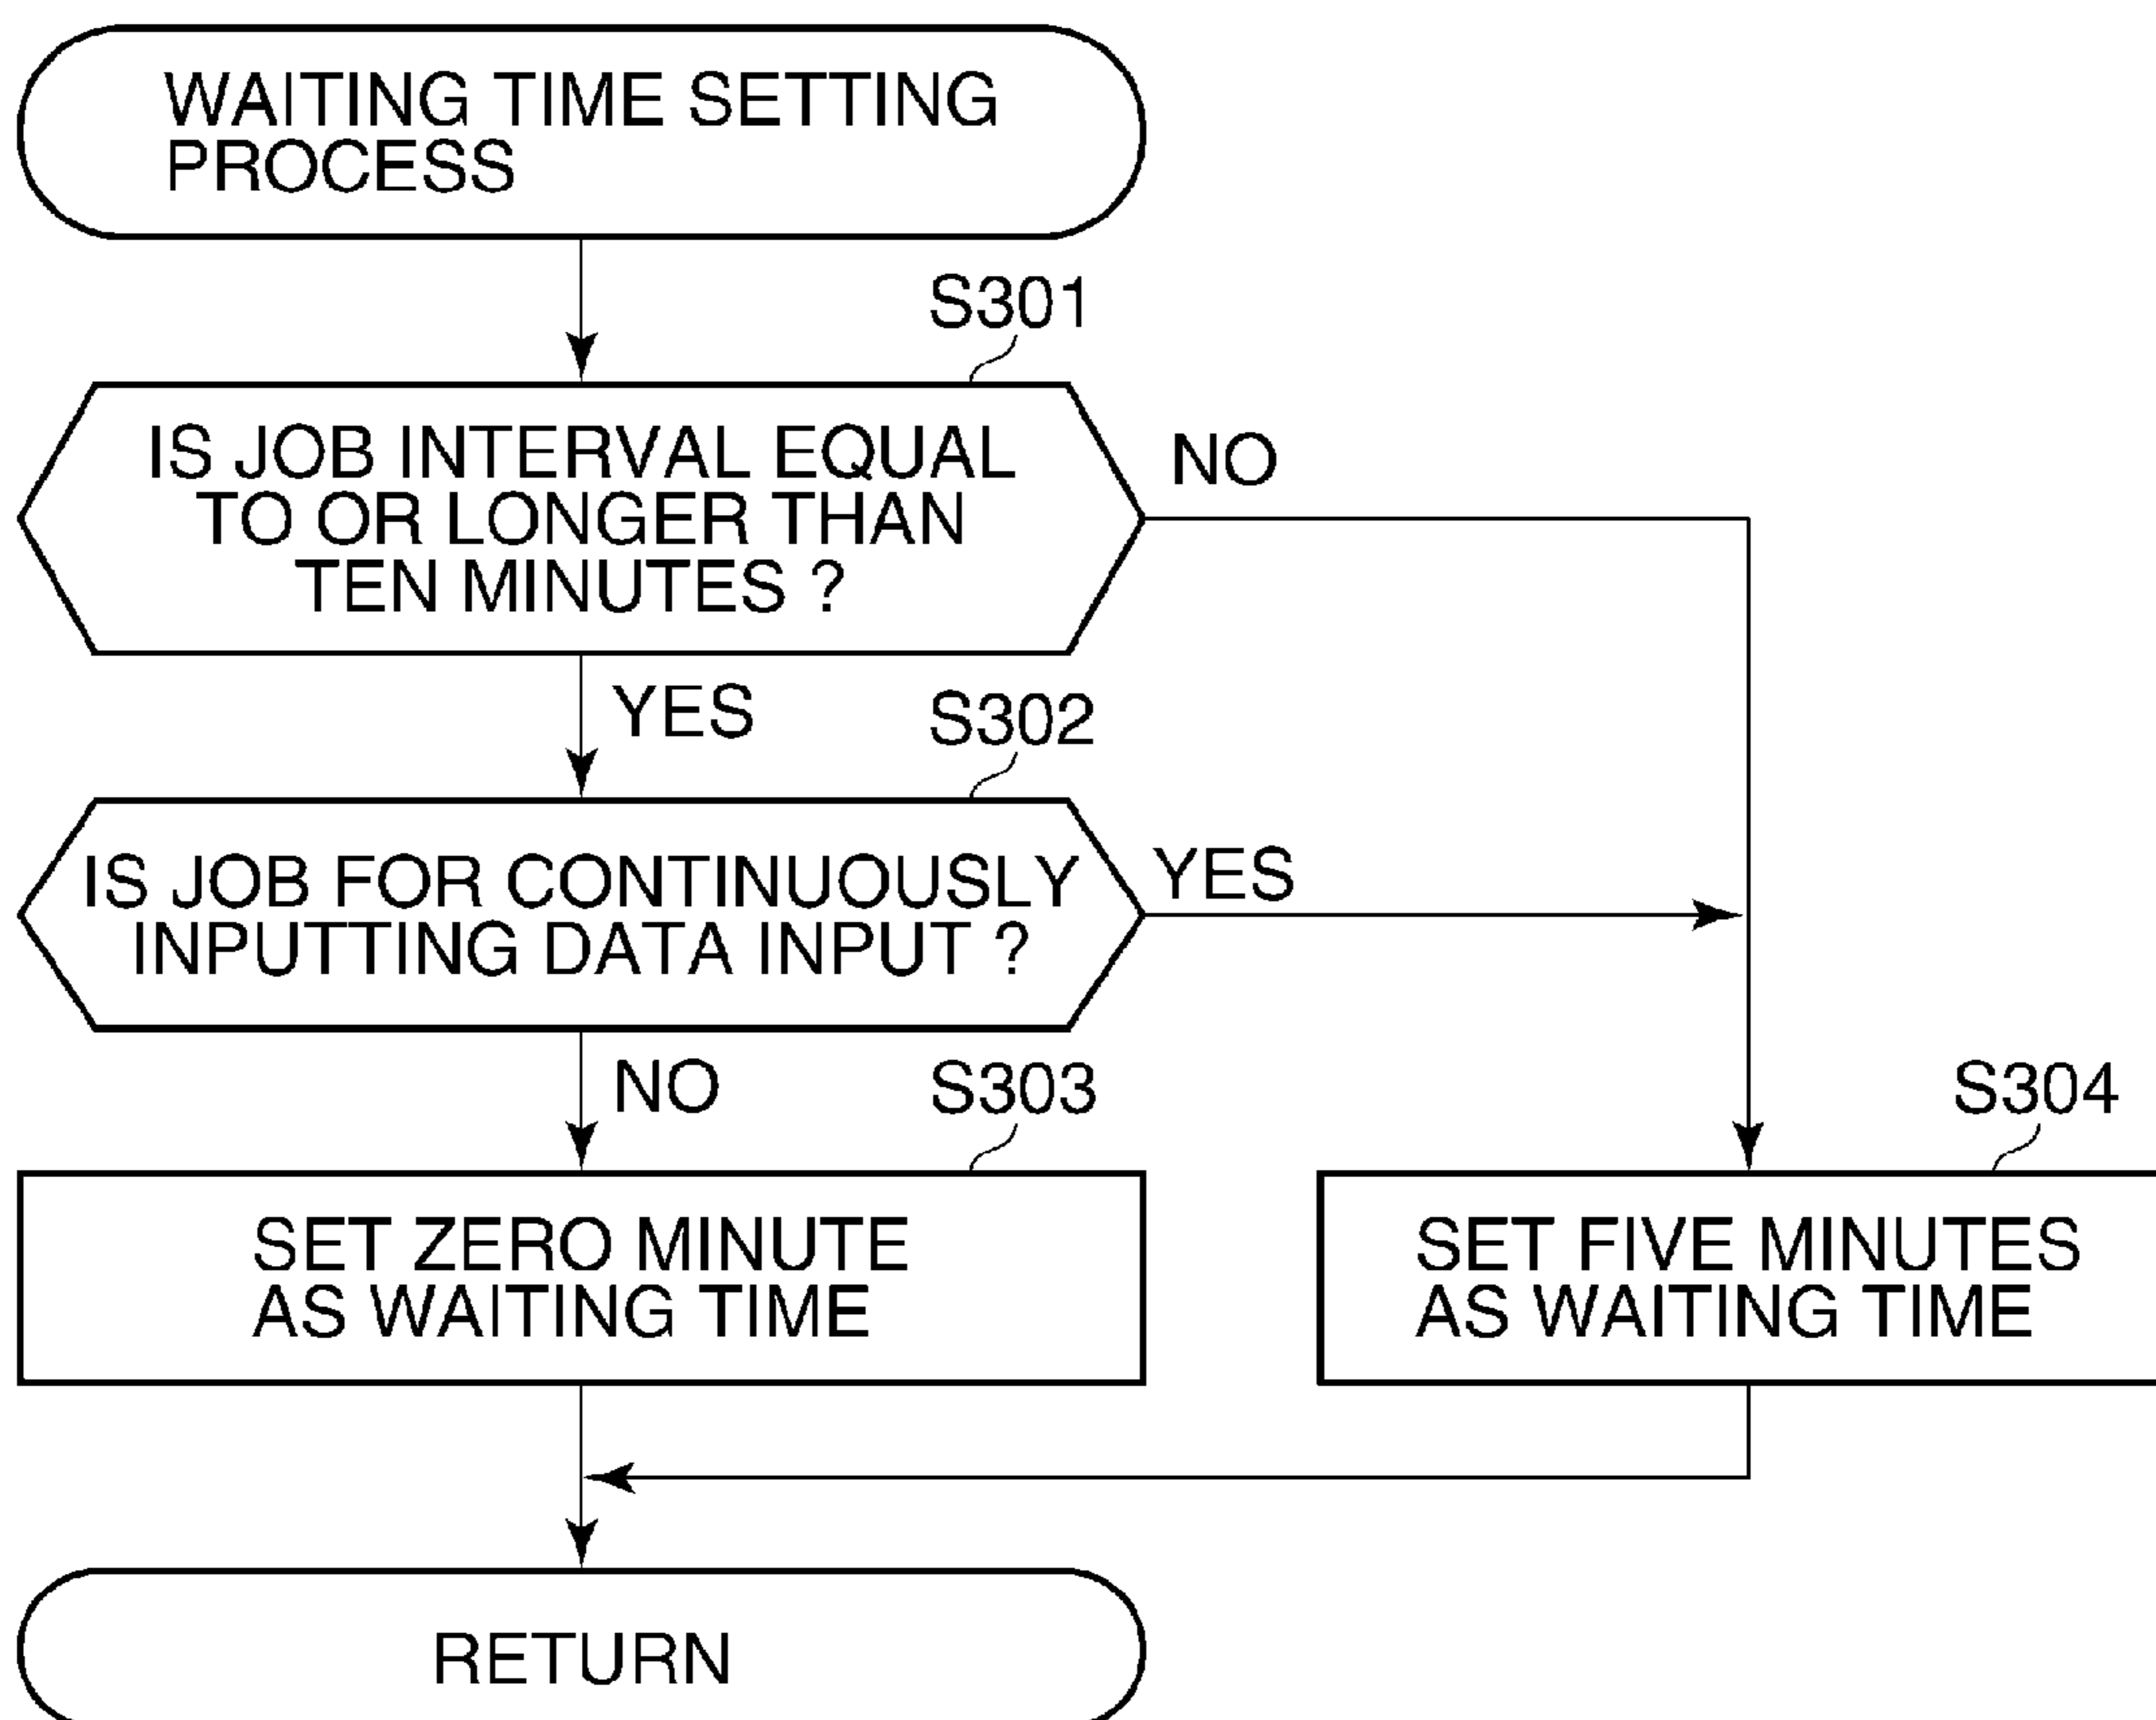 WAITING TIME SETTING
PROCESS
S301
IS JOB INTERVAL EQUAL
TO OR LONGER THAN
TEN MINUTES ?
NO
YES
S302
IS JOB FOR CONTINUOUSLY
INPUTTING DATA INPUT ?
YES
NO
S303
S304
SET ZERO MINUTE
AS WAITING TIME
SET FIVE MINUTES
AS WAITING TIME
RETURN